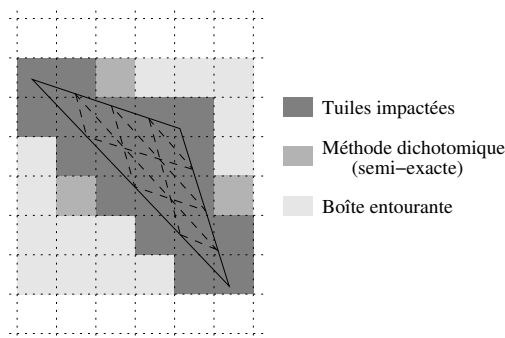 Tuiles impactées
Méthode dichotomique
(semi−exacte)
Boîte entourante